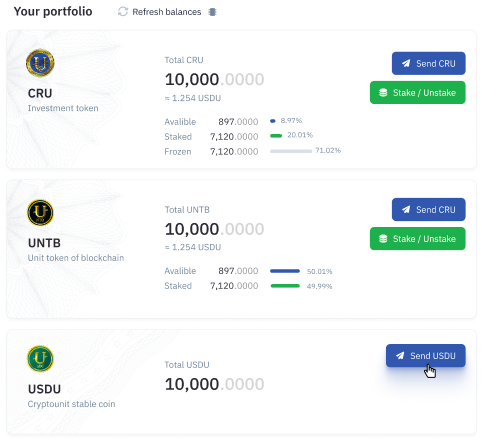 Your portfolio
Refresh balances
CRU
Investment token
Total CRU
10,000.0000
≈ 1.254 USDU
Avalible 897.0000 8.97%
Staked 7,120.0000 20.01%
Frozen 7,120.0000 71.02%
Send CRU
Stake / Unstake
UNTB
Unit token of blockchain
Total UNTB
10,000.0000
≈ 1.254 USDU
Avalible 897.0000 50.01%
Staked 7,120.0000 49.99%
Send CRU
Stake / Unstake
USDU
Cryptounit stable coin
Total USDU
10,000.0000
Send USDU